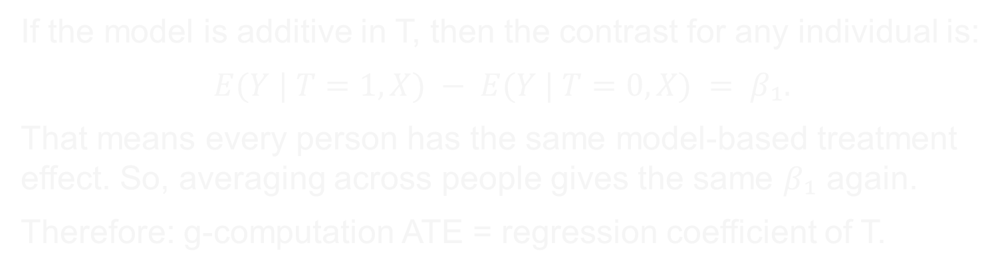 If the model is additive in T, then the contrast for any individual is:
E(Y | T = 1, X) − E(Y | T = 0, X) = β₁.
That means every person has the same model-based treatment
effect. So, averaging across people gives the same β₁ again.
Therefore: g-computation ATE = regression coefficient of T.